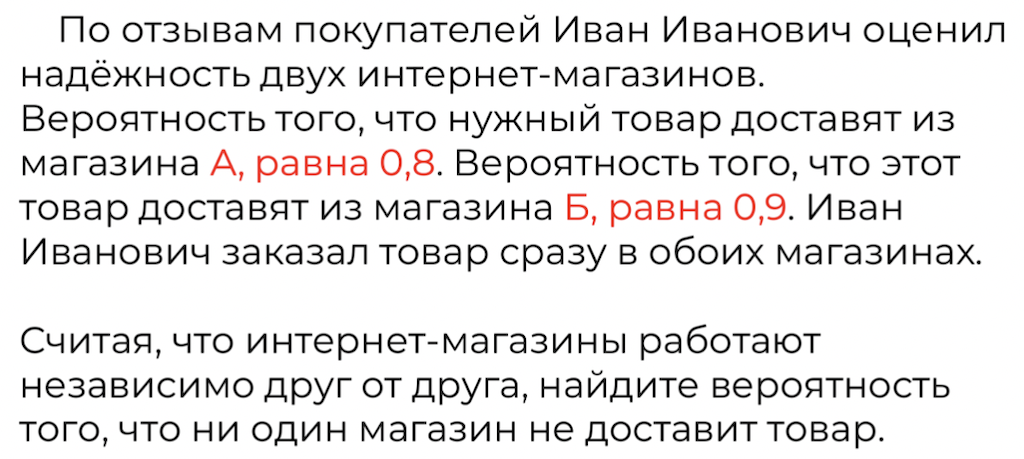 По отзывам покупателей Иван Иванович оценил
надёжность двух интернет-магазинов.
Вероятность того, что нужный товар доставят из
магазина А, равна 0,8. Вероятность того, что этот
товар доставят из магазина Б, равна 0,9. Иван
Иванович заказал товар сразу в обоих магазинах.
Считая, что интернет-магазины работают
независимо друг от друга, найдите вероятность
того, что ни один магазин не доставит товар.